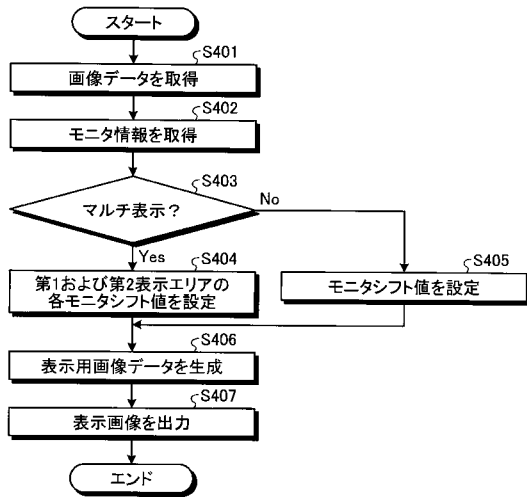 スタート
S401
画像データを取得
S402
モニタ情報を取得
S403
マルチ表示？
No
Yes
S404
第1および第2表示エリアの
各モニタシフト値を設定
S405
モニタシフト値を設定
S406
表示用画像データを生成
S407
表示画像を出力
エンド